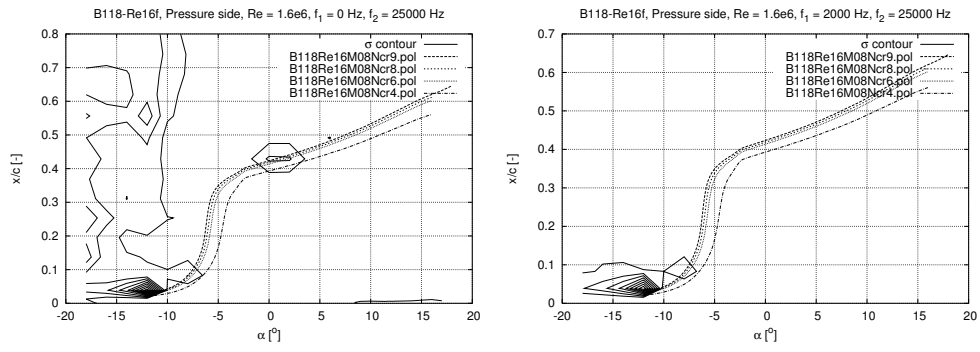 B118-Re16f, Pressure side, Re = 1.6e6, f1 = 0 Hz, f2 = 25000 Hz
0.8
0.7
0.6
0.5
0.4
0.3
0.2
0.1
0
x/c [-]
σ contour
B118Re16M08Ncr9.pol
B118Re16M08Ncr8.pol
B118Re16M08Ncr6.pol
B118Re16M08Ncr4.pol
-20 -15 -10 -5 0 5 10 15 20
α [o]
B118-Re16f, Pressure side, Re = 1.6e6, f1 = 2000 Hz, f2 = 25000 Hz
0.7
0.6
0.5
0.4
0.3
0.2
0.1
0
x/c [-]
σ contour
B118Re16M08Ncr9.pol
B118Re16M08Ncr8.pol
B118Re16M08Ncr6.pol
B118Re16M08Ncr4.pol
-20 -15 -10 -5 0 5 10 15 20
α [o]